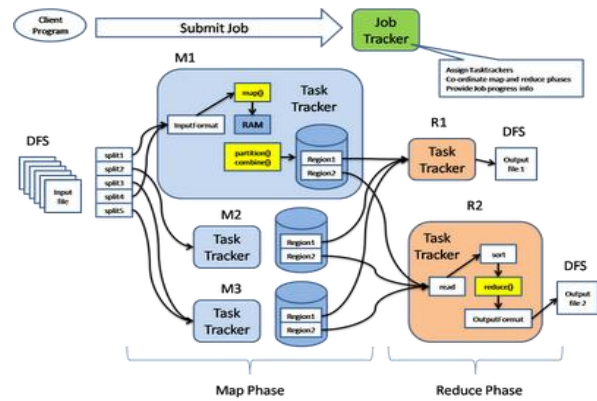 Client
Program
Submit Job
Job
Tracker
Assign Tasktrackers
Co-ordinate map and reduce phases
Provide Job progress info
M1
map()
Task
Tracker
InputFormat
RAM
partition()
combine()
Region1
Region2
DFS
Input
file
split1
split2
split3
split4
split5
M2
Task
Tracker
Region1
Region2
M3
Task
Tracker
Region1
Region2
R1
Task
Tracker
DFS
Output
file 1
R2
Task
Tracker
sort
read
reduce()
OutputFormat
DFS
Output
file 2
Map Phase
Reduce Phase